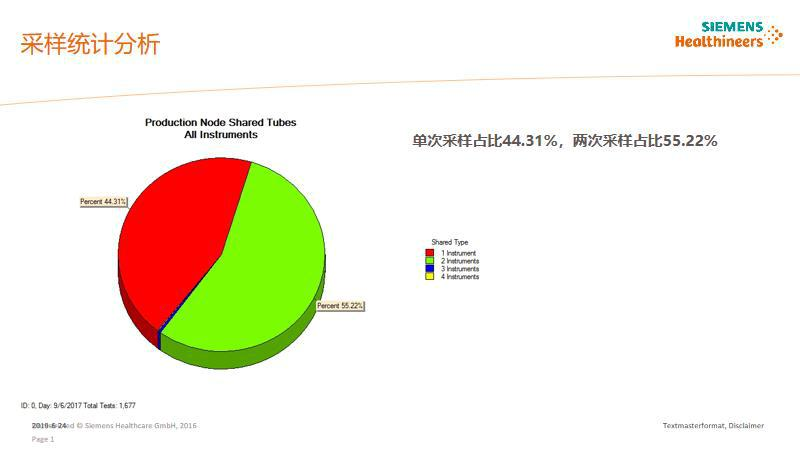 采样统计分析
SIEMENS
Healthineers
Production Node Shared Tubes
All Instruments
单次采样占比44.31%，两次采样占比55.22%
Percent 44.31%
Shared Type
1 Instrument
2 Instruments
3 Instruments
4 Instruments
Percent 55.22%
ID: 0, Day: 9/6/2017 Total Tests: 1,677
2019-6-24 © Siemens Healthcare GmbH, 2016
Textmasterformat, Disclaimer
Page 1